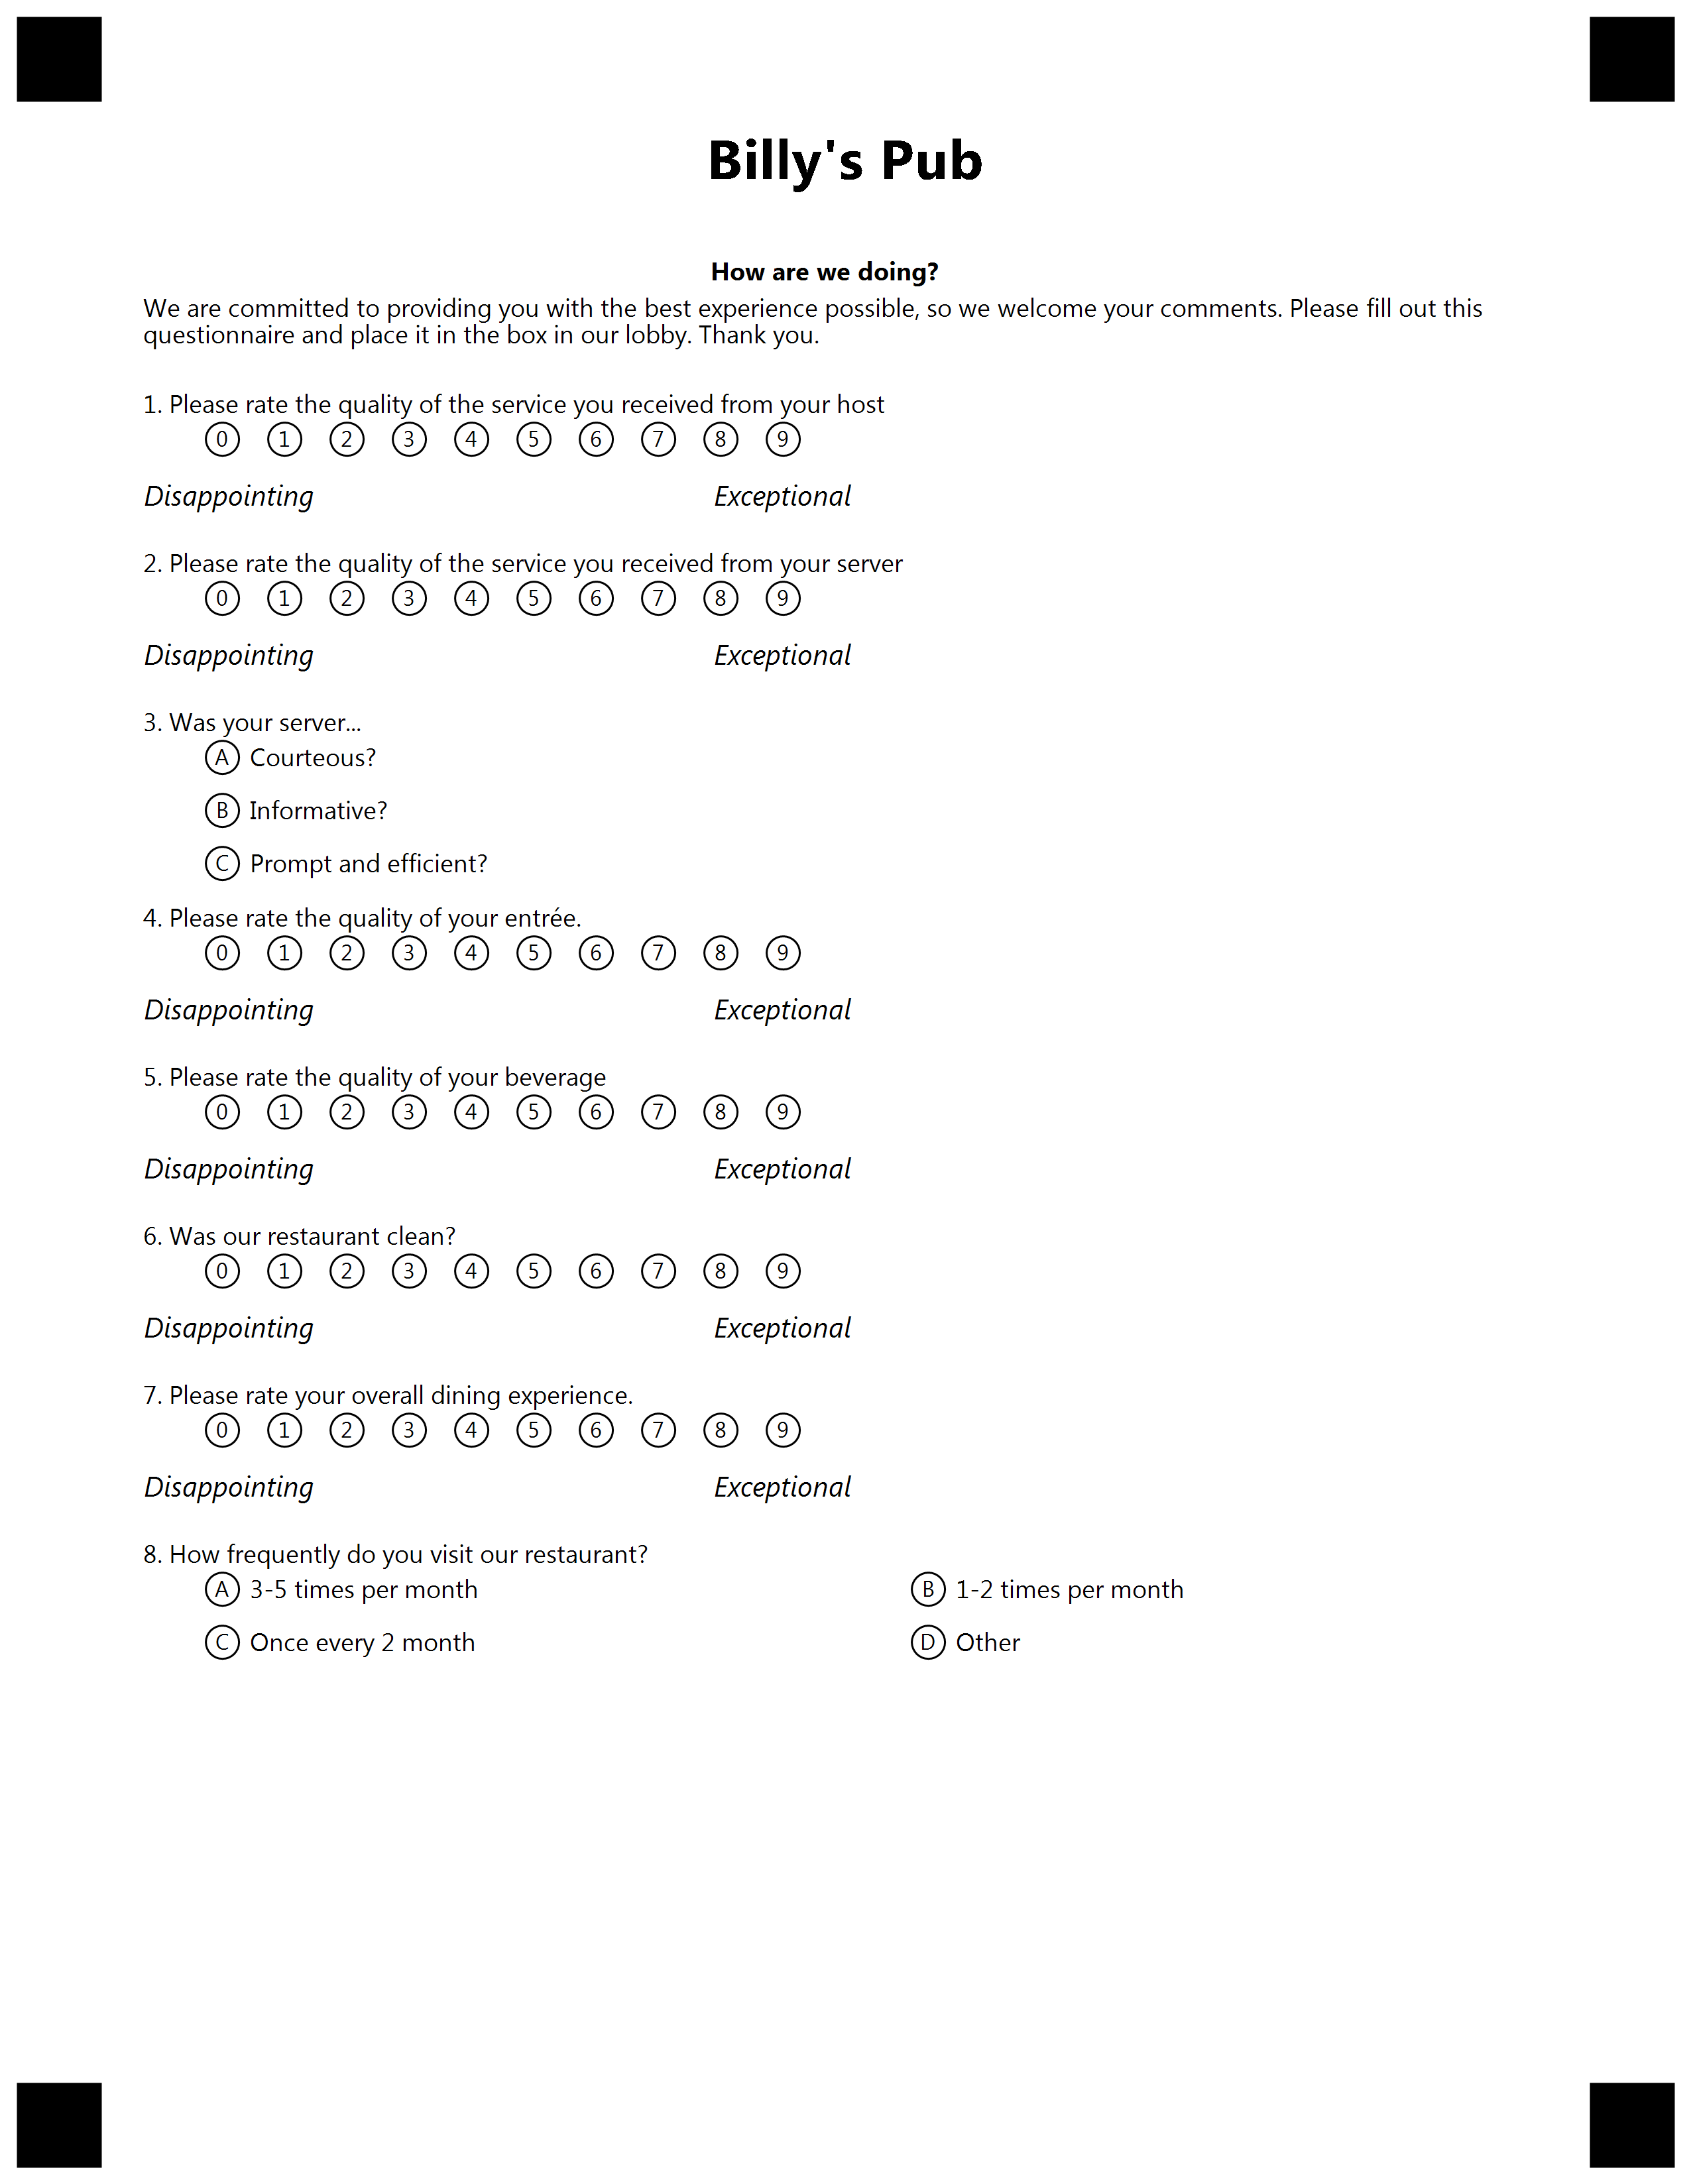 Billy's Pub
How are we doing?
We are committed to providing you with the best experience possible, so we welcome your comments. Please fill out this
questionnaire and place it in the box in our lobby. Thank you.
1. Please rate the quality of the service you received from your host
0 1 2 3 4 5 6 7 8 9
Disappointing Exceptional
2. Please rate the quality of the service you received from your server
0 1 2 3 4 5 6 7 8 9
Disappointing Exceptional
3. Was your server...
A Courteous?
B Informative?
C Prompt and efficient?
4. Please rate the quality of your entrée.
0 1 2 3 4 5 6 7 8 9
Disappointing Exceptional
5. Please rate the quality of your beverage
0 1 2 3 4 5 6 7 8 9
Disappointing Exceptional
6. Was our restaurant clean?
0 1 2 3 4 5 6 7 8 9
Disappointing Exceptional
7. Please rate your overall dining experience.
0 1 2 3 4 5 6 7 8 9
Disappointing Exceptional
8. How frequently do you visit our restaurant?
A 3-5 times per month B 1-2 times per month
C Once every 2 month D Other